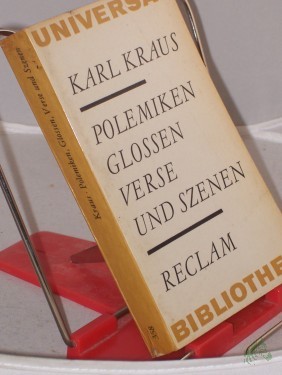 UNIVERSA
KARL KRAUS
POLEMIKEN
GLOSSEN
VERSE
UND SZENEN
RECLAM
BIBLIOTHE
Kraus, Polemiken, Glossen, Verse und Szenen